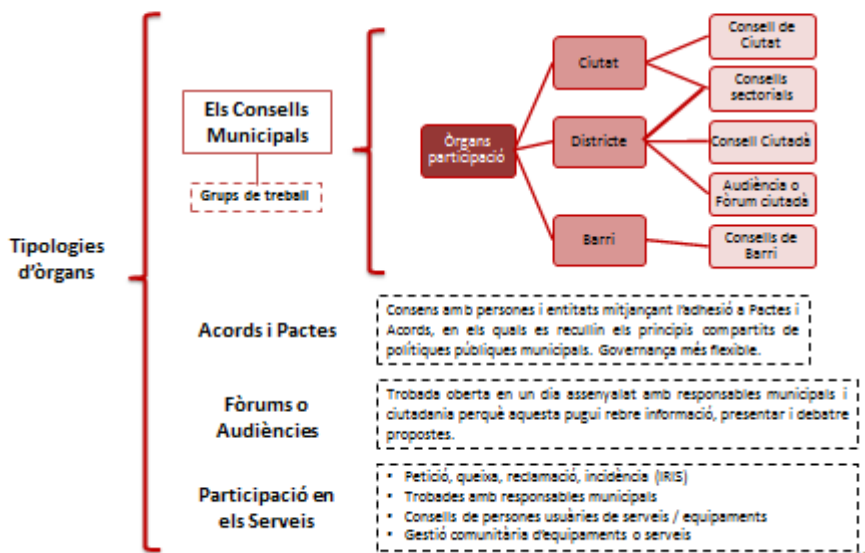 Tipologies
d'òrgans
Els Consells
Municipals
Grups de treball
Òrgans
participació
Ciutat
Districte
Barri
Consell de
Ciutat
Consells
sectorials
Consell Ciutadà
Audiència o
Fòrum ciutadà
Consells de
Barri
Acords i Pactes
Consens amb persones i entitats mitjançant l'adhesió a Pactes i
Acords, en els quals es recullin els principis compartits de
polítiques públiques municipals. Governança més flexible.
Fòrums o
Audiències
Trobada oberta en un dia assenyalat amb responsables municipals i
ciutadania perquè aquesta pugui rebre informació, presentar i debatre
propostes.
Participació en
els Serveis
• Petició, queixa, reclamació, incidència (IRIS)
• Trobades amb responsables municipals
• Consells de persones usuàries de serveis / equipaments
• Gestió comunitària d'equipaments o serveis